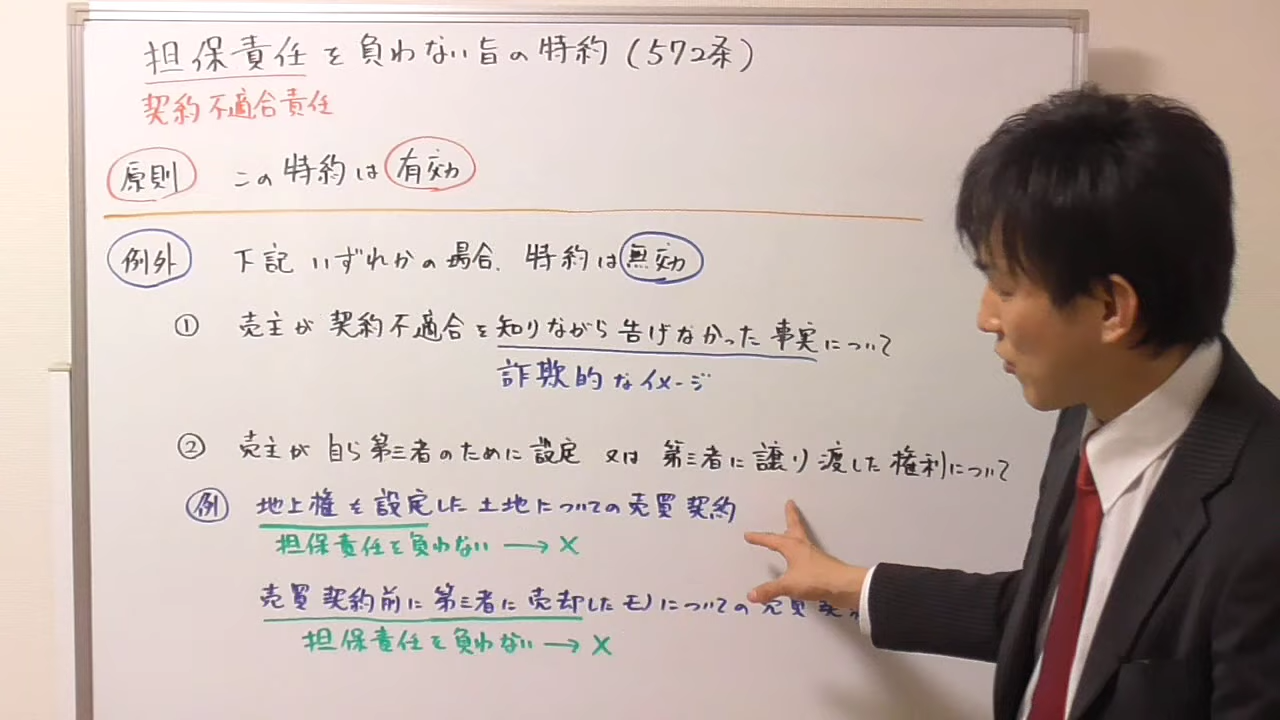 担保責任を負わない旨の特約(572条)
契約不適合責任
原則 この特約は有効
例外 下記いずれかの場合、特約は無効
① 売主が契約不適合を知りながら告げなかった事実について
詐欺的なイメージ
② 売主が自ら第三者のために設定又は第三者に譲り渡した権利について
例 地上権を設定した土地についての売買契約
担保責任を負わない→×
売買契約前に第三者に売却したモノについての売買契
担保責任を負わない→×